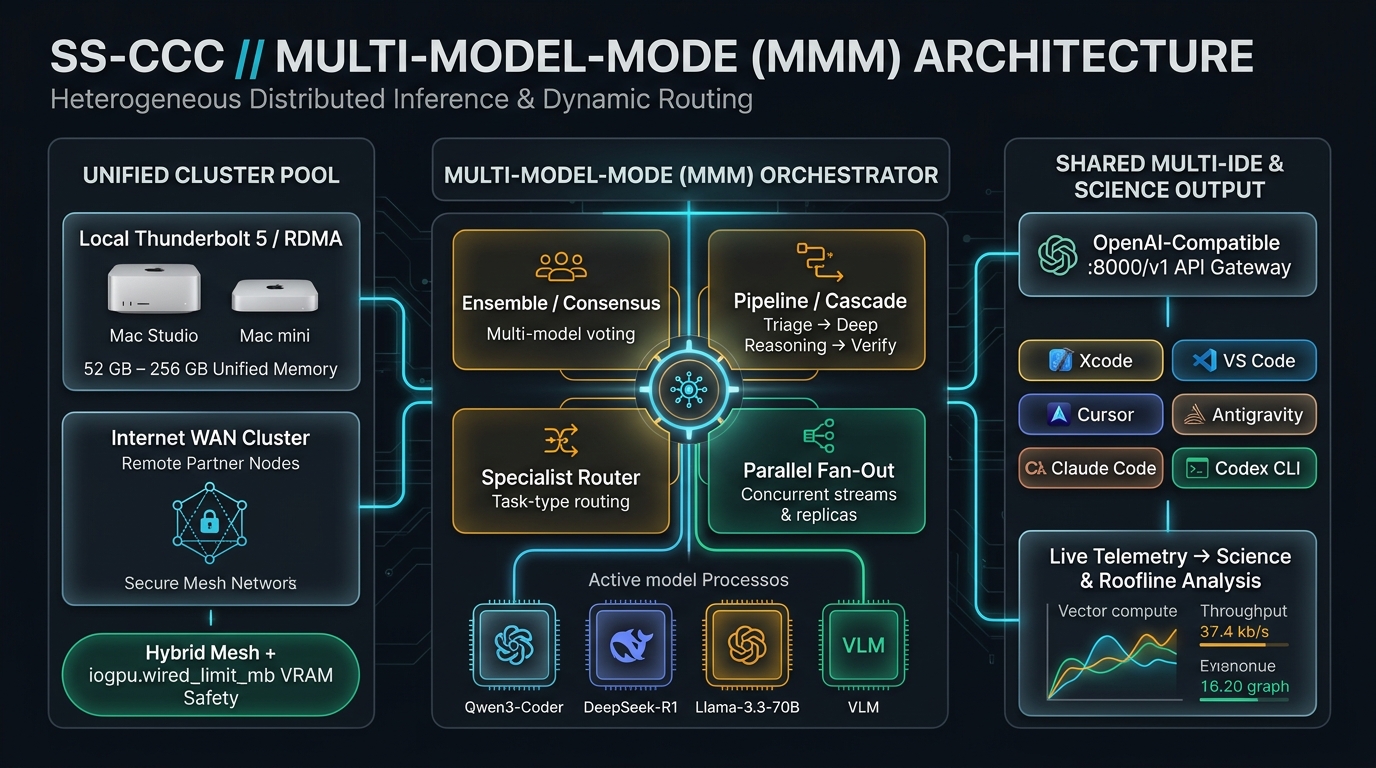 SS-CCC // MULTI-MODEL-MODE (MMM) ARCHITECTURE
Heterogeneous Distributed Inference & Dynamic Routing
UNIFIED CLUSTER POOL
Local Thunderbolt 5 / RDMA
Mac Studio
Mac mini
52 GB – 256 GB Unified Memory
Internet WAN Cluster
Remote Partner Nodes
Secure Mesh Network
Hybrid Mesh +
iogpu.wired_limit_mb VRAM
Safety
MULTI-MODEL-MODE (MMM) ORCHESTRATOR
Ensemble / Consensus
Multi-model voting
Pipeline / Cascade
Triage → Deep
Reasoning → Verify
Specialist Router
Task-type routing
Parallel Fan-Out
Concurrent streams
& replicas
Active model Processos
Qwen3-Coder
DeepSeek-R1
Llama-3.3-70B
VLM
VLM
SHARED MULTI-IDE &
SCIENCE OUTPUT
OpenAI-Compatible
:8000/v1 API Gateway
Xcode
VS Code
Cursor
Antigravity
Claude Code
Codex CLI
Live Telemetry → Science
& Roofline Analysis
Vector compute
Throughput
37.4 kb/s
16.20 graph